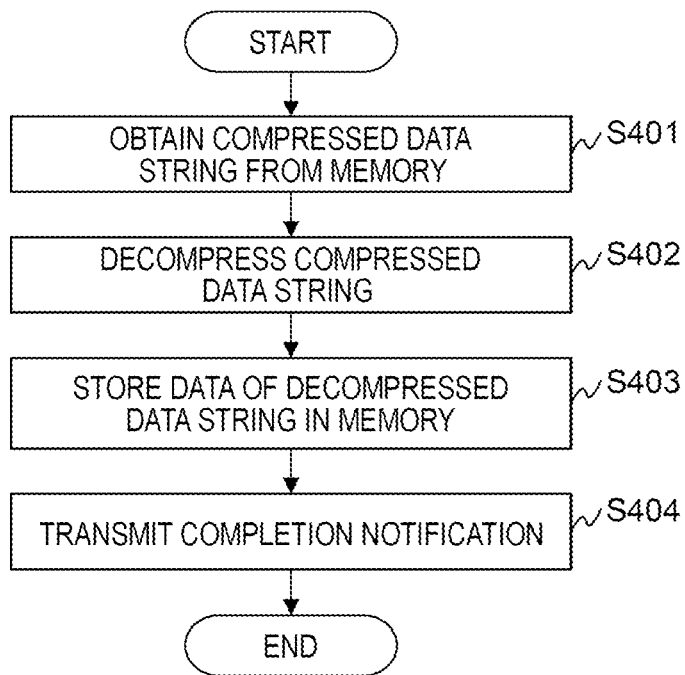 START
OBTAIN COMPRESSED DATA
STRING FROM MEMORY
S401
DECOMPRESS COMPRESSED
DATA STRING
S402
STORE DATA OF DECOMPRESSED
DATA STRING IN MEMORY
S403
TRANSMIT COMPLETION NOTIFICATION
S404
END